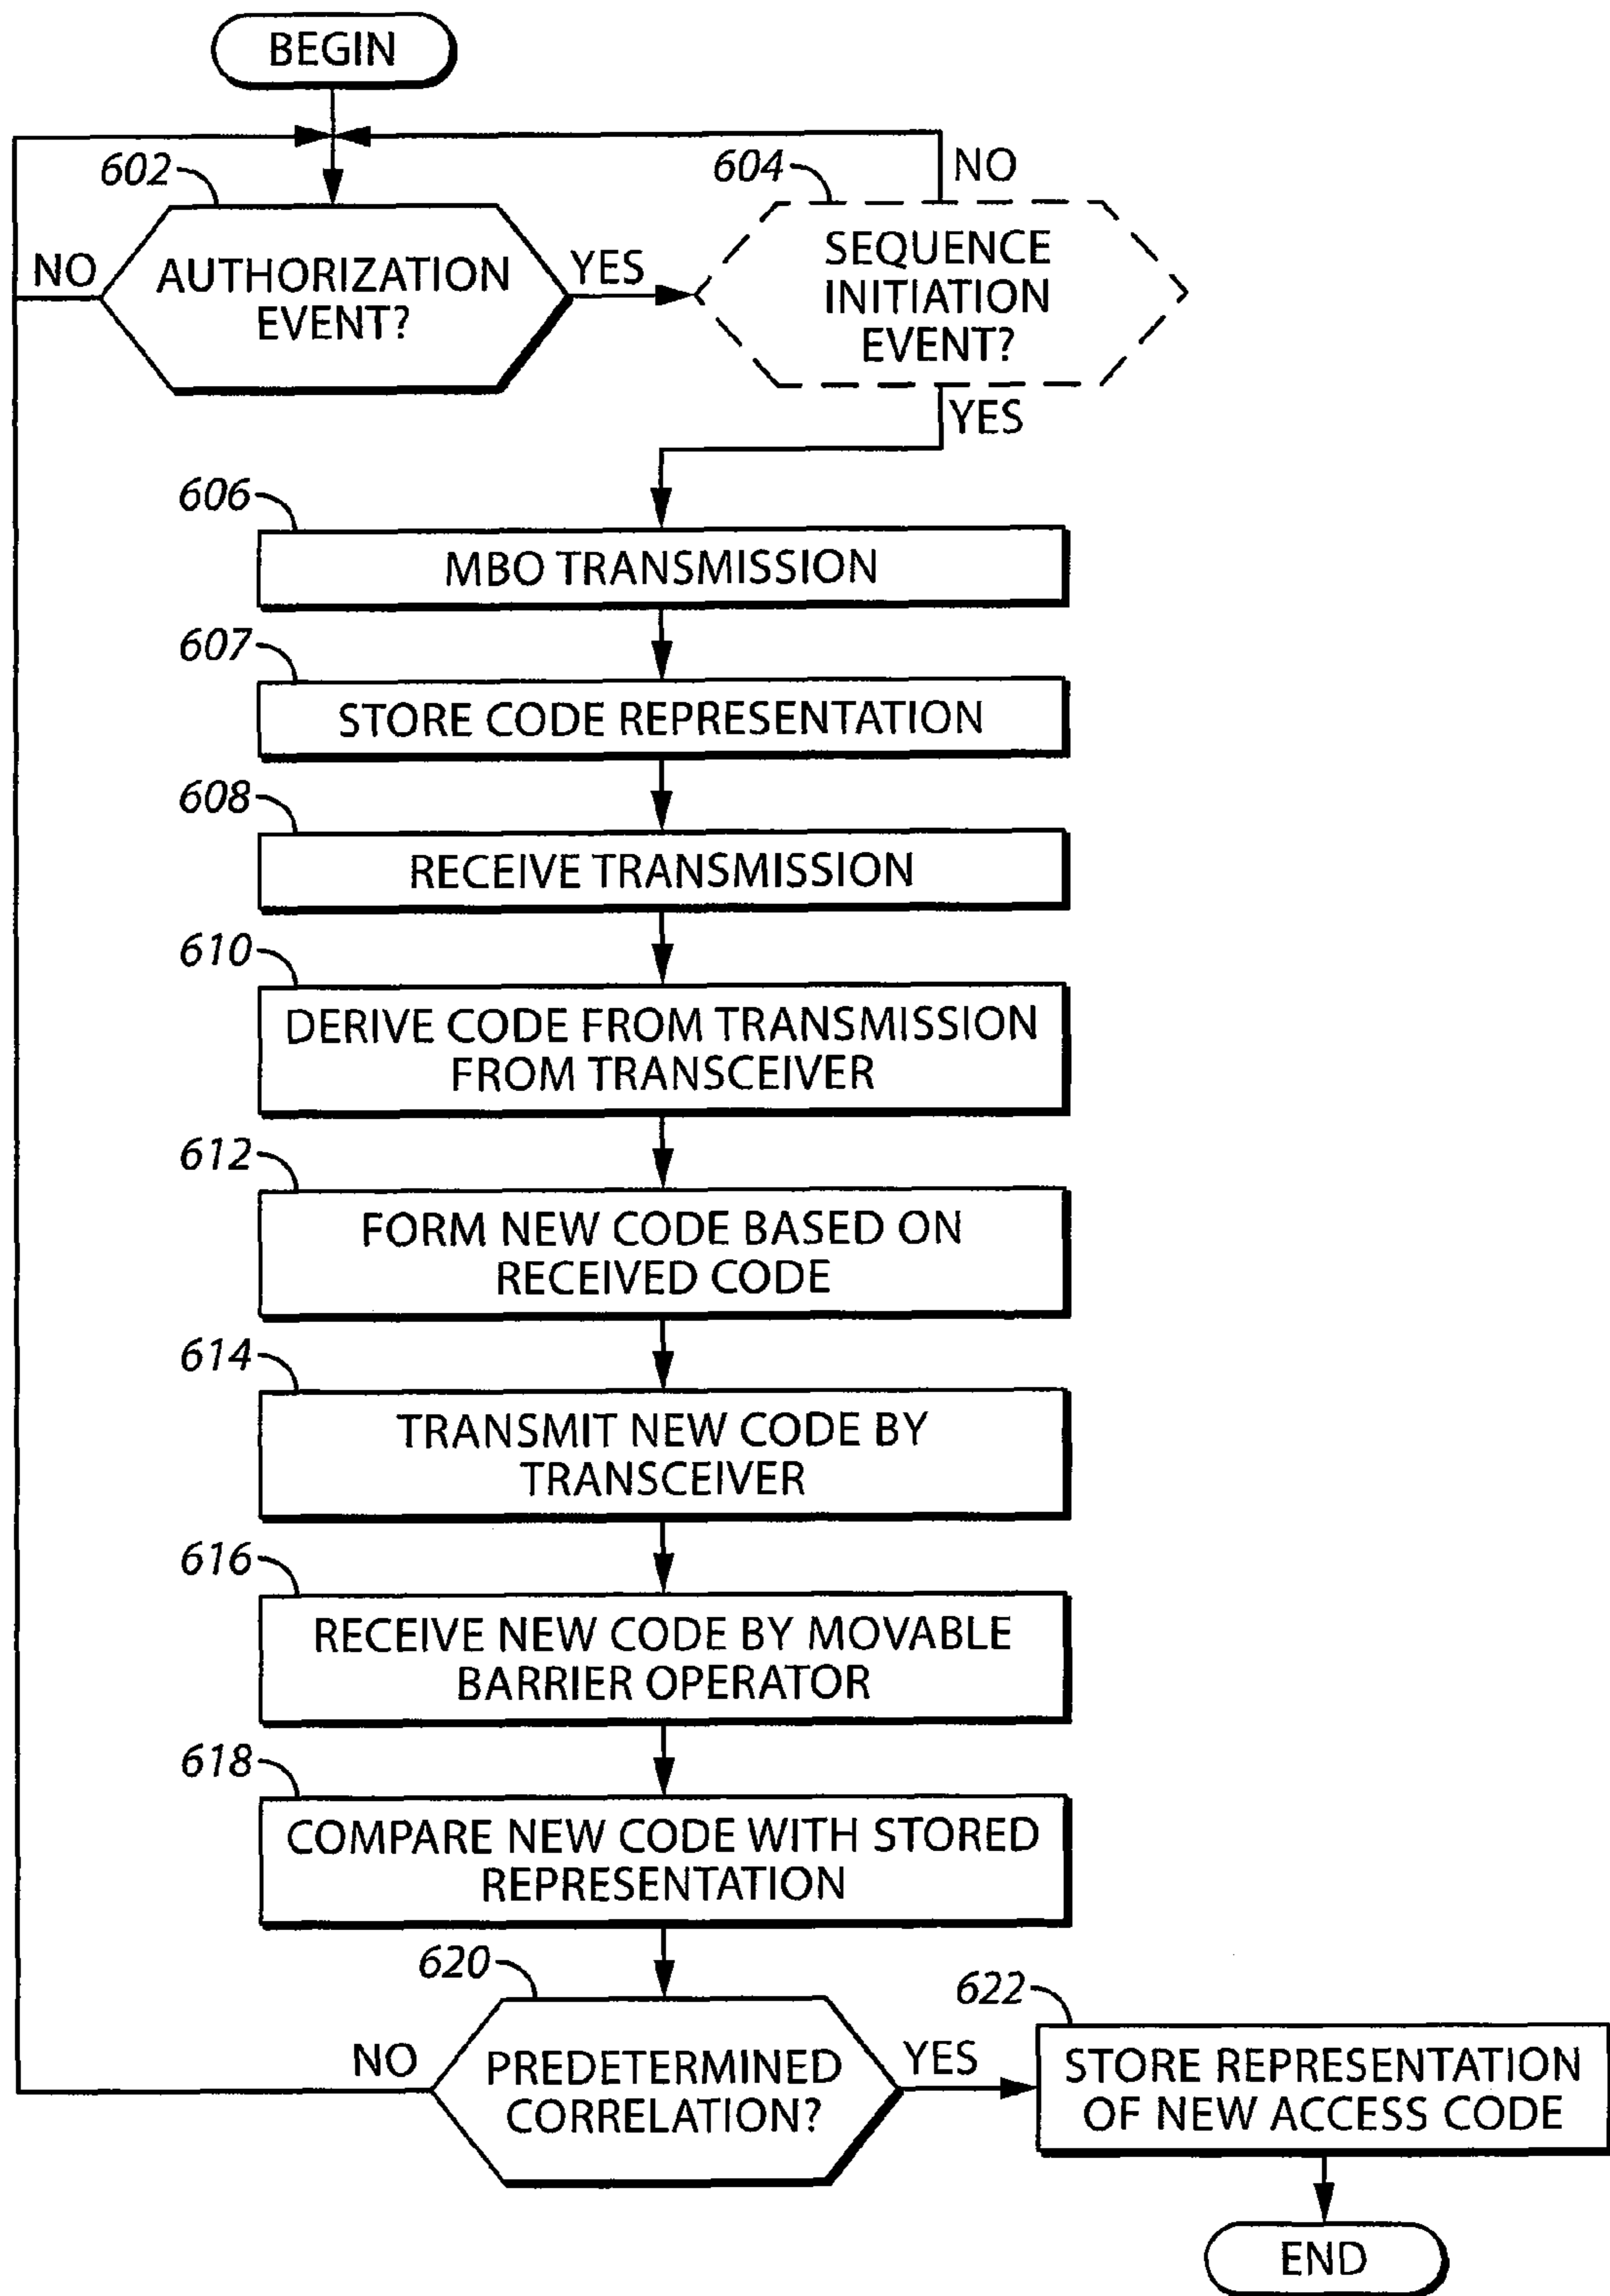 BEGIN
602
604
NO
NO
AUTHORIZATION
EVENT?
YES
SEQUENCE
INITIATION
EVENT?
YES
606
MBO TRANSMISSION
607
STORE CODE REPRESENTATION
608
RECEIVE TRANSMISSION
610
DERIVE CODE FROM TRANSMISSION
FROM TRANSCEIVER
612
FORM NEW CODE BASED ON
RECEIVED CODE
614
TRANSMIT NEW CODE BY
TRANSCEIVER
616
RECEIVE NEW CODE BY MOVABLE
BARRIER OPERATOR
618
COMPARE NEW CODE WITH STORED
REPRESENTATION
620
NO
PREDETERMINED
CORRELATION?
YES
622
STORE REPRESENTATION
OF NEW ACCESS CODE
END